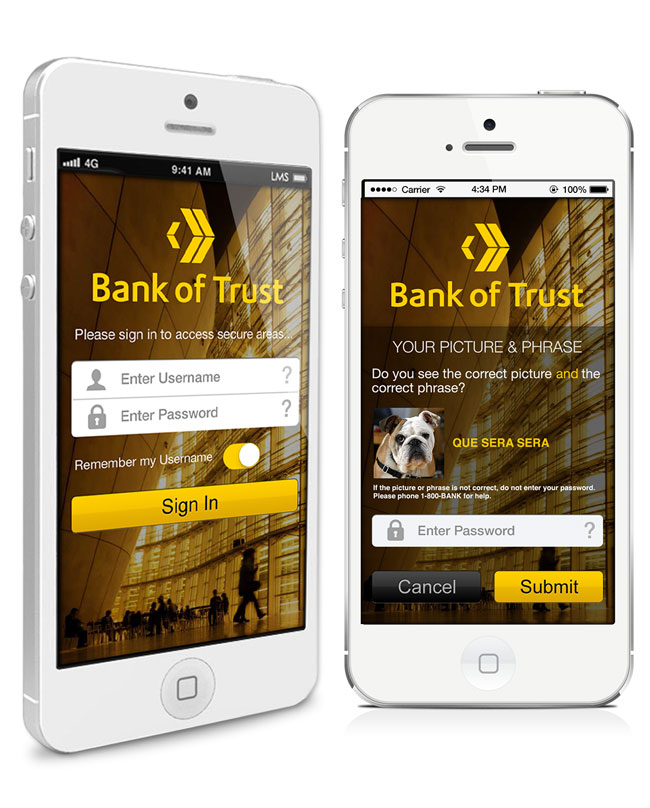 4G 9:41 AM LMS
Bank of Trust
Please sign in to access secure areas...
Enter Username ?
Enter Password ?
Remember my Username
Sign In
Carrier 4:34 PM 100%
Bank of Trust
YOUR PICTURE & PHRASE
Do you see the correct picture and the
correct phrase?
QUE SERA SERA
If the picture or phrase is not correct, do not enter your password.
Please phone 1-800-BANK for help.
Enter Password ?
Cancel Submit